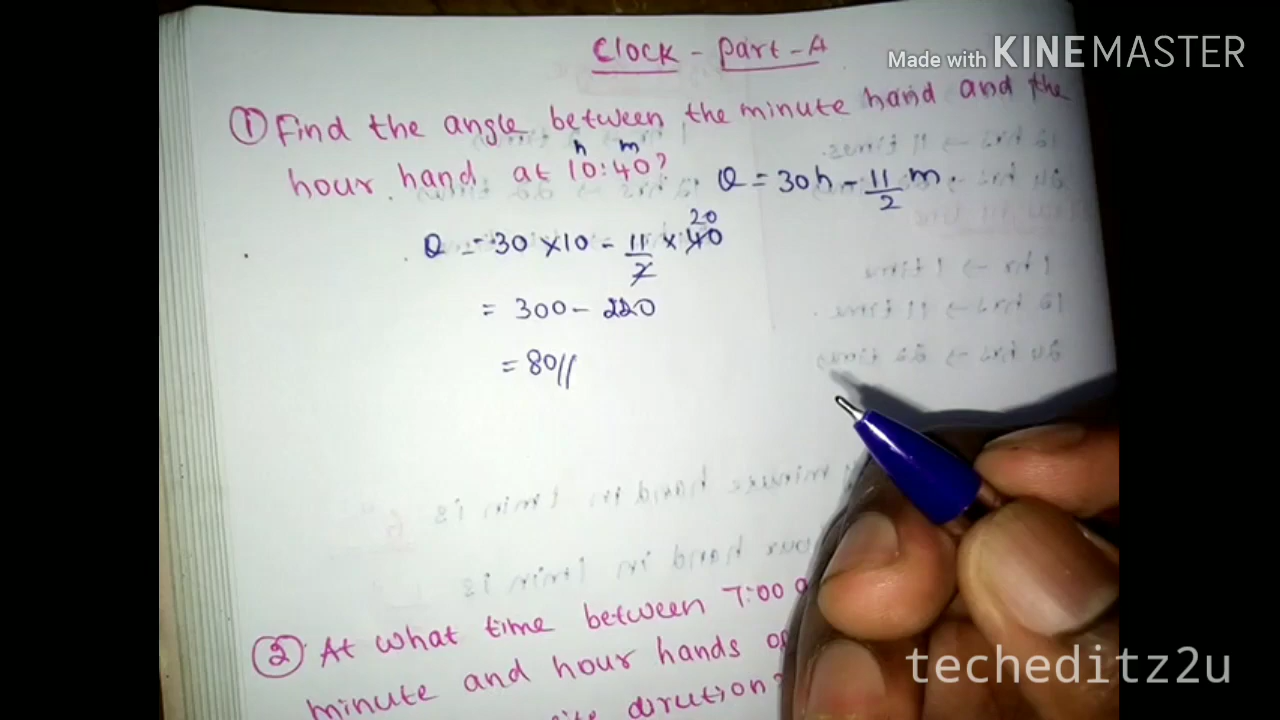 Clock - Part - A
Made with KINEMASTER
① Find the angle between the minute hand and the
h m
hour hand at 10:40?
θ = 30h - 11/2 m.
θ = 30 × 10 - 11/2 × 40
20
= 300 - 220
= 80//
② At what time between 7:00
minute and hour hands
dirution?
techeditz2u